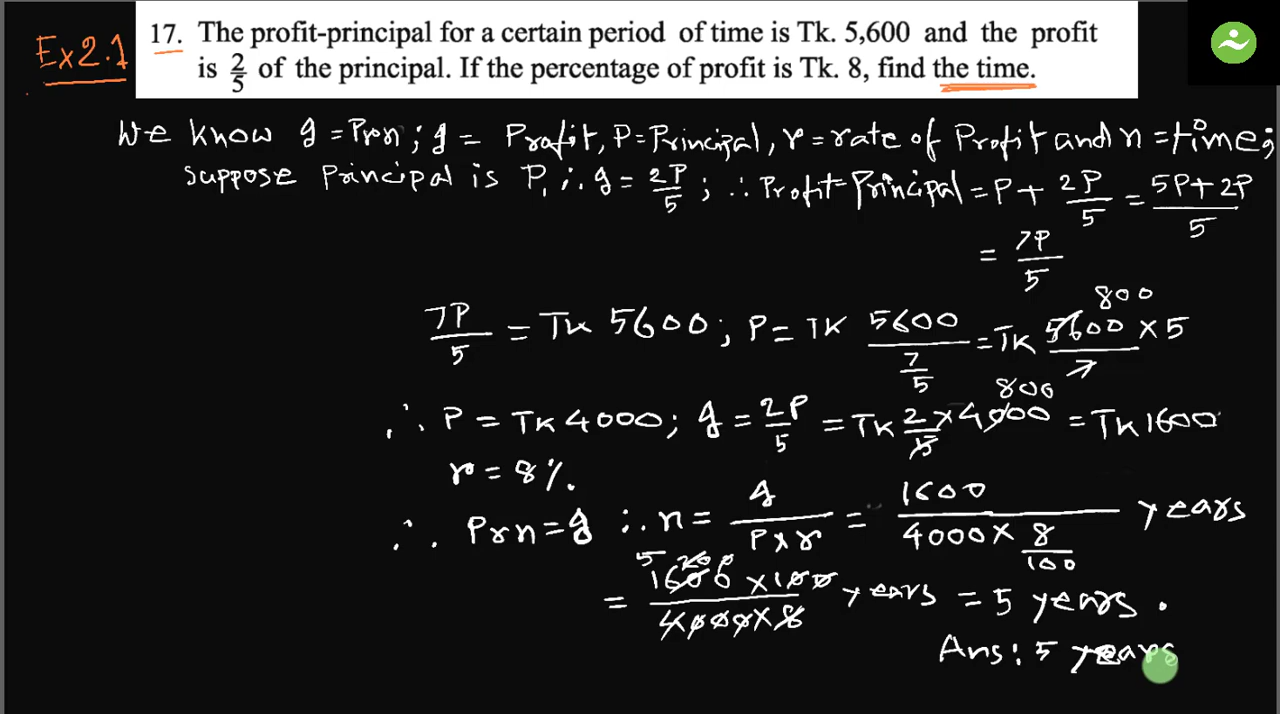 Ex2.1
17. The profit-principal for a certain period of time is Tk. 5,600 and the profit
is 2/5 of the principal. If the percentage of profit is Tk. 8, find the time.
We know g = Prn ; g = Profit, P = Principal, r = rate of Profit and n = time;
suppose Principal is P, ∴ g = 2P/5 ; ∴ Profit-Principal = P + 2P/5 = 5P+2P/5
= 7P/5
7P/5 = Tk 5600 ; P = Tk 5600/(7/5) = Tk 5600/7 × 5 800
∴ P = Tk 4000 ; g = 2P/5 = Tk 2/5 × 4000 = Tk 1600 800
r = 8%.
∴ Prn = g ∴ n = g/P×r = 1600/(4000 × 8/100) years
= 1600 × 100/4000 × 8 years = 5 years . 5 200
Ans: 5 years